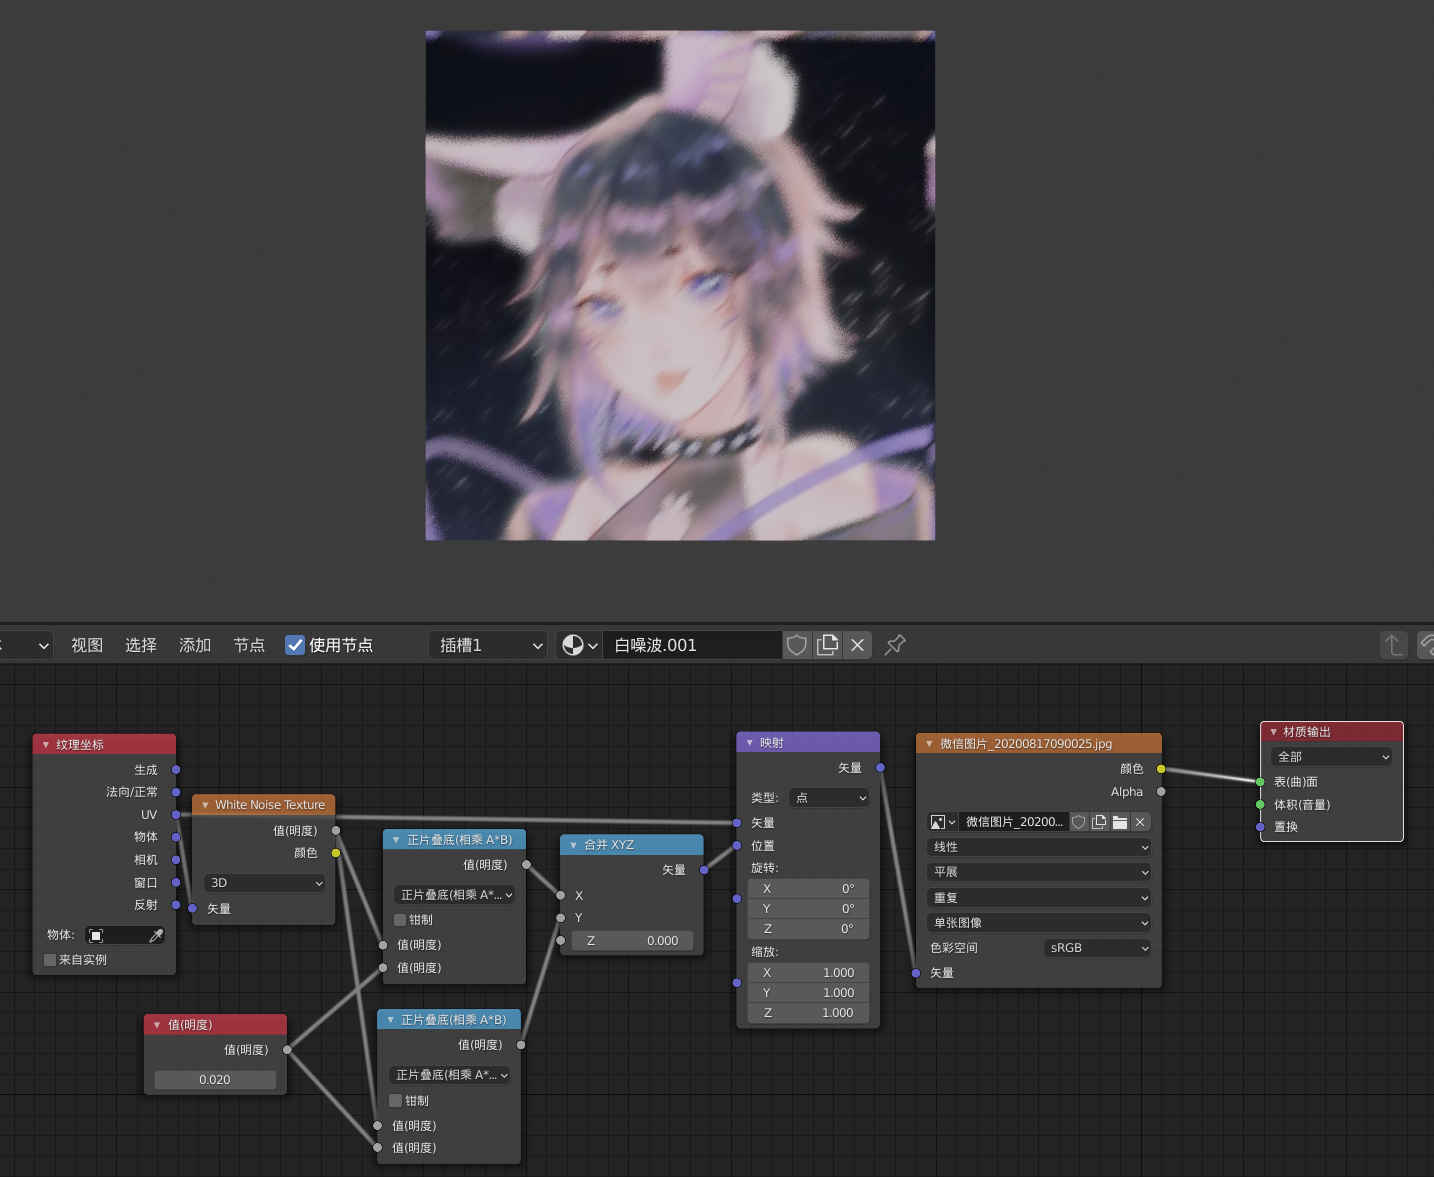 视图 选择 添加 节点 使用节点 插槽1 白噪波.001
纹理坐标
生成
法向/正常
UV
物体
相机
窗口
反射
物体:
来自实例
White Noise Texture
值(明度)
颜色
3D
矢量
值(明度)
值(明度)
0.020
正片叠底(相乘 A*B)
值(明度)
正片叠底(相乘 A*...
钳制
值(明度)
值(明度)
正片叠底(相乘 A*B)
值(明度)
正片叠底(相乘 A*...
钳制
值(明度)
值(明度)
合并 XYZ
矢量
X
Y
Z 0.000
映射
矢量
类型: 点
矢量
位置
旋转:
X 0°
Y 0°
Z 0°
缩放:
X 1.000
Y 1.000
Z 1.000
微信图片_20200817090025.jpg
颜色
Alpha
微信图片_20200...
线性
平展
重复
单张图像
色彩空间 sRGB
矢量
材质输出
全部
表(曲)面
体积(音量)
置换